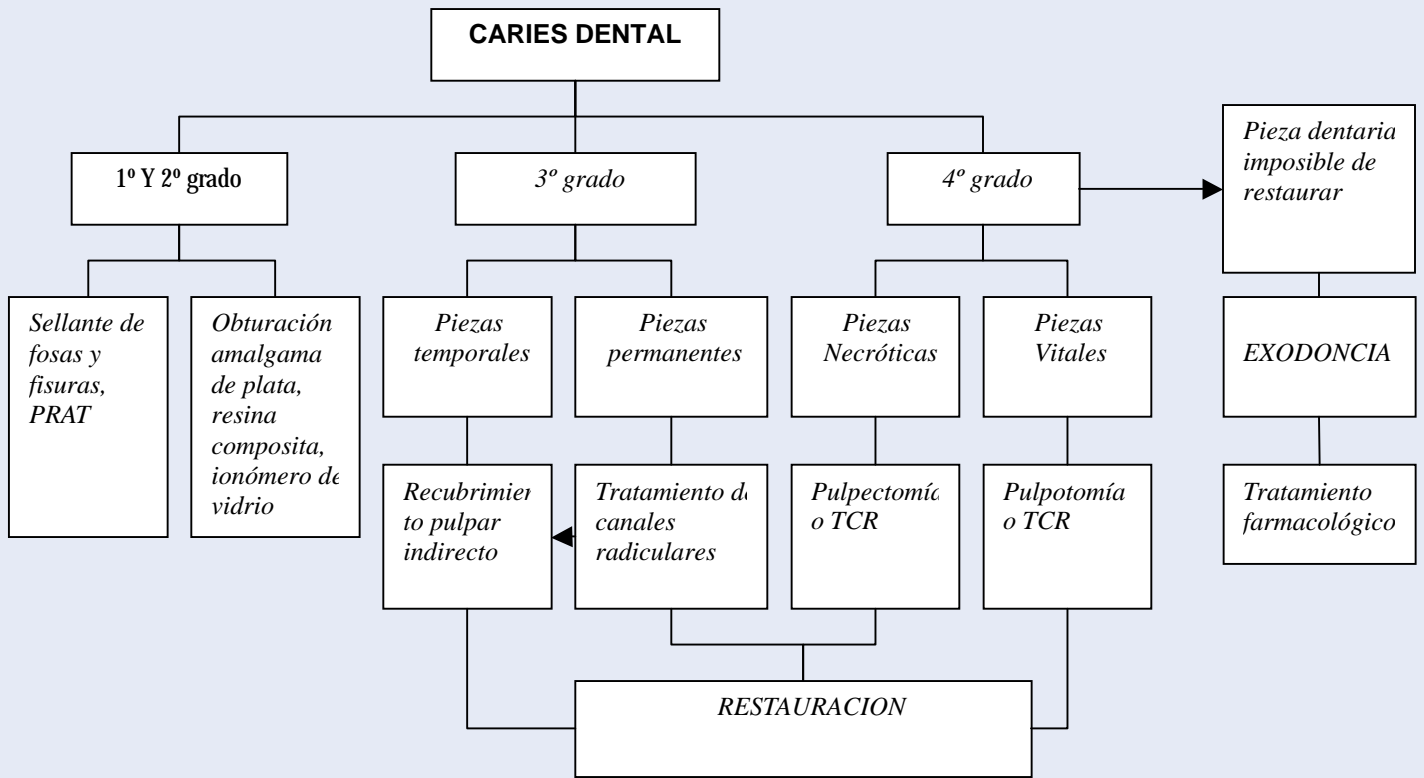 CARIES DENTAL
1º Y 2º grado
3º grado
4º grado
Pieza dentaria
imposible de
restaurar
Sellante de
fosas y
fisuras,
PRAT
Obturación
amalgama
de plata,
resina
composita,
ionómero de
vidrio
Piezas
temporales
Piezas
permanentes
Piezas
Necróticas
Piezas
Vitales
EXODONCIA
Recubrimien
to pulpar
indirecto
Tratamiento de
canales
radiculares
Pulpectomía
o TCR
Pulpotomía
o TCR
Tratamiento
farmacológico
RESTAURACION